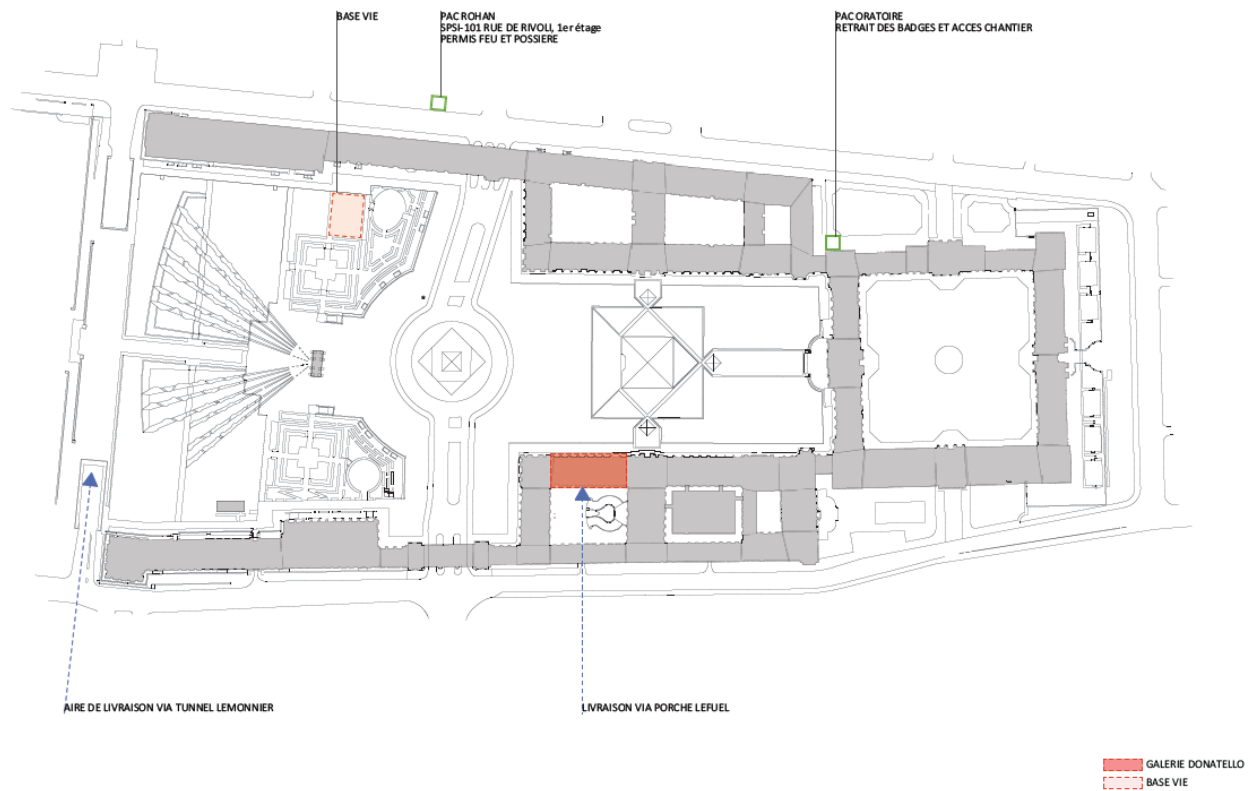 BASE VIE
PAC ROHAN
SPSI-101 RUE DE RIVOLI, 1er étage
PERMIS FEU ET POSSIERE
PAC ORATOIRE
RETRAIT DES BADGES ET ACCES CHANTIER
AIRE DE LIVRAISON VIA TUNNEL LEMONNIER
LIVRAISON VIA PORCHE LEFUEL
GALERIE DONATELLO
BASE VIE